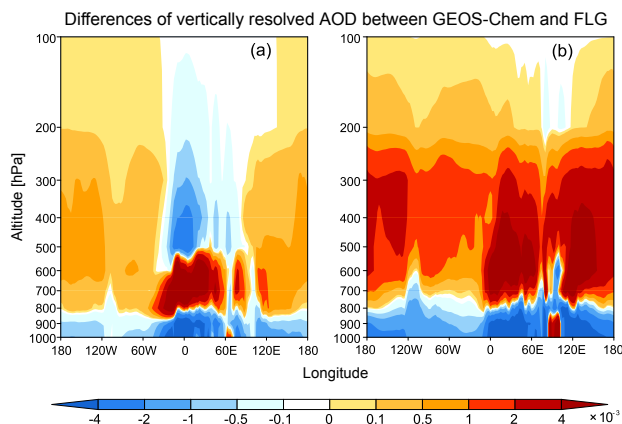 Differences of vertically resolved AOD between GEOS-Chem and FLG
(a) (b)
Altitude [hPa]
100 100
200 200
300 300
400 400
500 500
600 600
700 700
800 800
900 900
1000 1000
180 120W 60W 0 60E 120E 180 180 120W 60W 0 60E 120E 180
Longitude
-4 -2 -1 -0.5 -0.1 0 0.1 0.5 1 2 4 ×10⁻³